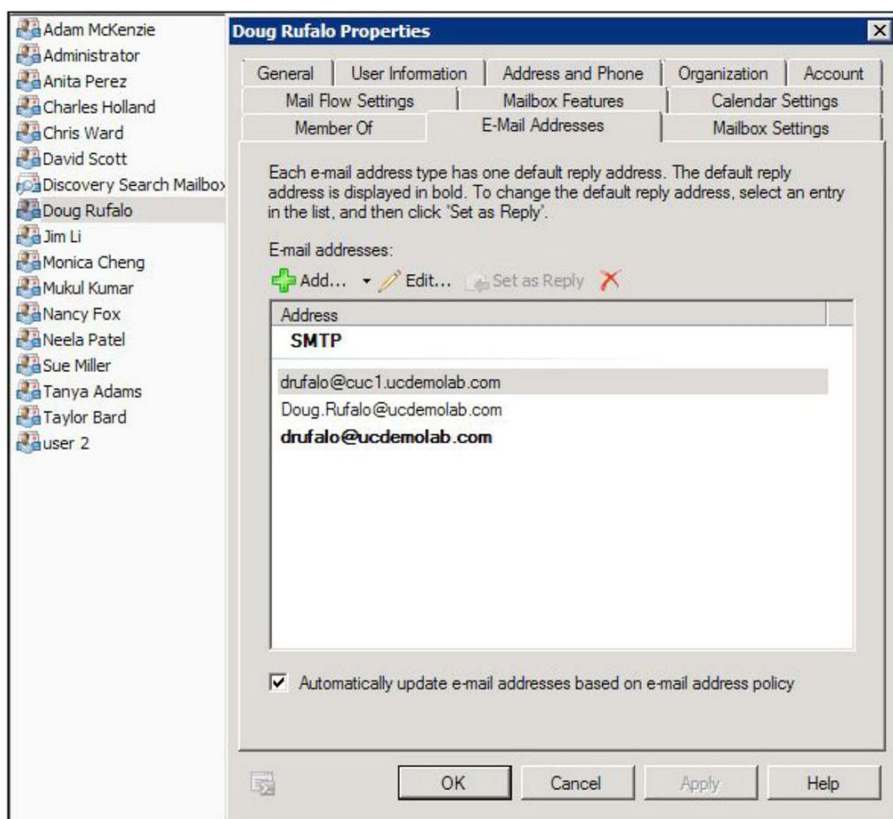 Adam McKenzie
Administrator
Anita Perez
Charles Holland
Chris Ward
David Scott
Discovery Search Mailbox
Doug Rufalo
Jim Li
Monica Cheng
Mukul Kumar
Nancy Fox
Neela Patel
Sue Miller
Tanya Adams
Taylor Bard
user 2
Doug Rufalo Properties
General User Information Address and Phone Organization Account
Mail Flow Settings Mailbox Features Calendar Settings
Member Of E-Mail Addresses Mailbox Settings
Each e-mail address type has one default reply address. The default reply
address is displayed in bold. To change the default reply address, select an entry
in the list, and then click 'Set as Reply'.
E-mail addresses:
Add... Edit... Set as Reply
Address
SMTP
drufalo@cuc1.ucdemolab.com
Doug.Rufalo@ucdemolab.com
drufalo@ucdemolab.com
Automatically update e-mail addresses based on e-mail address policy
OK Cancel Apply Help